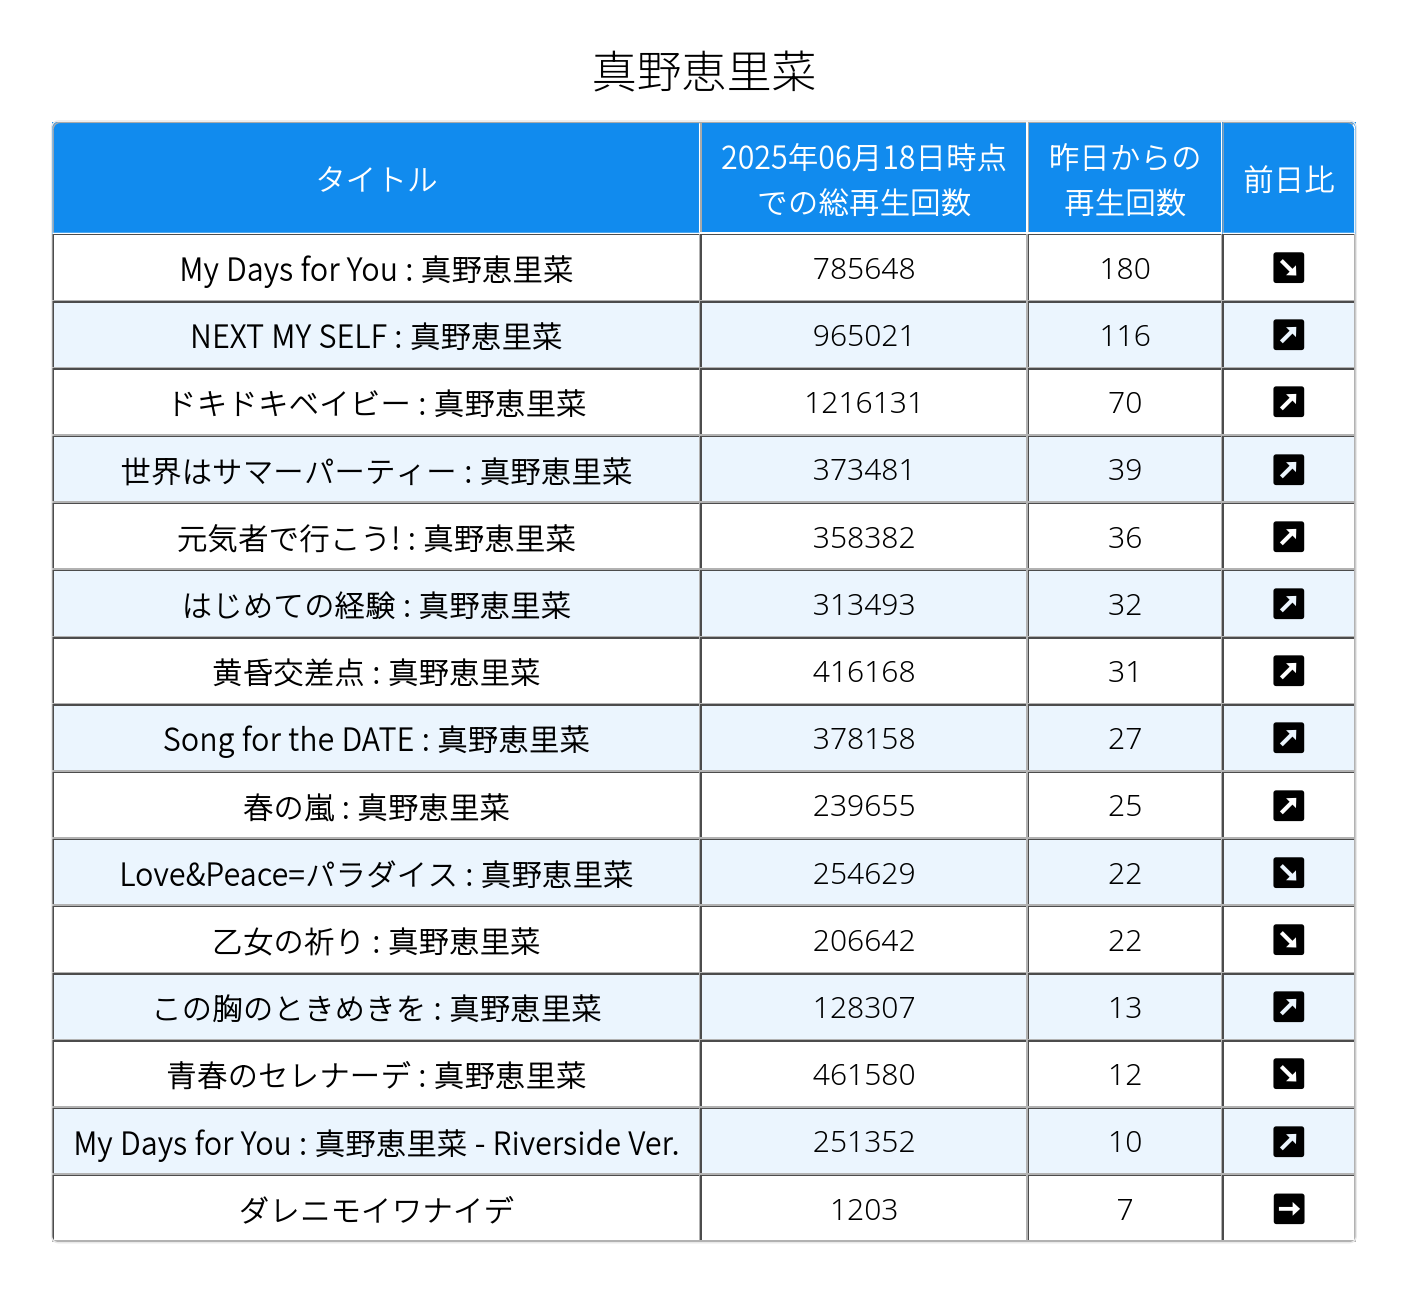 真野恵里菜
タイトル 2025年06月18日時点での総再生回数 昨日からの再生回数 前日比
My Days for You : 真野恵里菜 785648 180 ↘
NEXT MY SELF : 真野恵里菜 965021 116 ↗
ドキドキベイビー : 真野恵里菜 1216131 70 ↗
世界はサマーパーティー : 真野恵里菜 373481 39 ↗
元気者で行こう! : 真野恵里菜 358382 36 ↗
はじめての経験 : 真野恵里菜 313493 32 ↗
黄昏交差点 : 真野恵里菜 416168 31 ↗
Song for the DATE : 真野恵里菜 378158 27 ↗
春の嵐 : 真野恵里菜 239655 25 ↗
Love&Peace=パラダイス : 真野恵里菜 254629 22 ↘
乙女の祈り : 真野恵里菜 206642 22 ↘
この胸のときめきを : 真野恵里菜 128307 13 ↗
青春のセレナーデ : 真野恵里菜 461580 12 ↘
My Days for You : 真野恵里菜 - Riverside Ver. 251352 10 ↗
ダレニモイワナイデ 1203 7 →